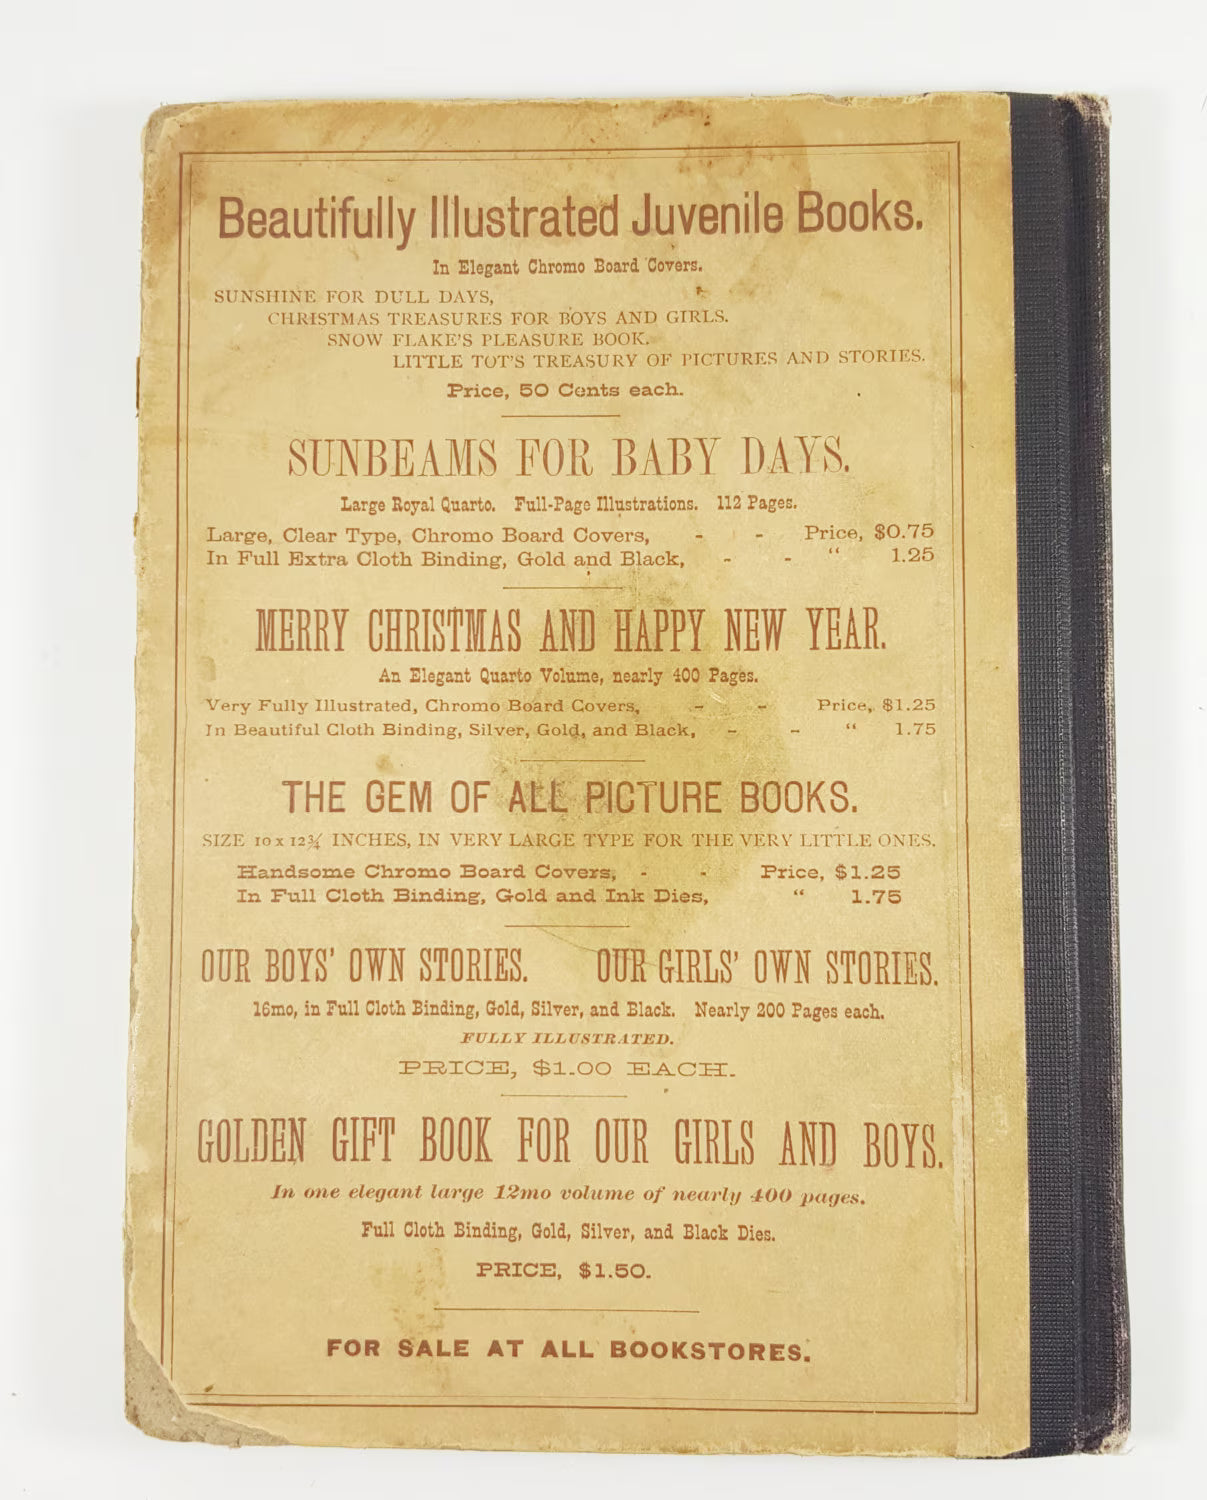 Beautifully Illustrated Juvenile Books.
In Elegant Chromo Board Covers.
SUNSHINE FOR DULL DAYS,
CHRISTMAS TREASURES FOR BOYS AND GIRLS.
SNOW FLAKE'S PLEASURE BOOK.
LITTLE TOT'S TREASURY OF PICTURES AND STORIES.
Price, 50 Cents each.
SUNBEAMS FOR BABY DAYS.
Large Royal Quarto. Full-Page Illustrations. 112 Pages.
Large, Clear Type, Chromo Board Covers, - - Price, $0.75
In Full Extra Cloth Binding, Gold and Black, - - “ 1.25
MERRY CHRISTMAS AND HAPPY NEW YEAR.
An Elegant Quarto Volume, nearly 400 Pages.
Very Fully Illustrated, Chromo Board Covers, - - Price, $1.25
In Beautiful Cloth Binding, Silver, Gold, and Black, - - “ 1.75
THE GEM OF ALL PICTURE BOOKS.
SIZE 10 x 12¾ INCHES, IN VERY LARGE TYPE FOR THE VERY LITTLE ONES.
Handsome Chromo Board Covers, - - Price, $1.25
In Full Cloth Binding, Gold and Ink Dies, “ 1.75
OUR BOYS' OWN STORIES. OUR GIRLS' OWN STORIES.
16mo, in Full Cloth Binding, Gold, Silver, and Black. Nearly 200 Pages each.
FULLY ILLUSTRATED.
PRICE, $1.00 EACH.
GOLDEN GIFT BOOK FOR OUR GIRLS AND BOYS.
In one elegant large 12mo volume of nearly 400 pages.
Full Cloth Binding, Gold, Silver, and Black Dies.
PRICE, $1.50.
FOR SALE AT ALL BOOKSTORES.